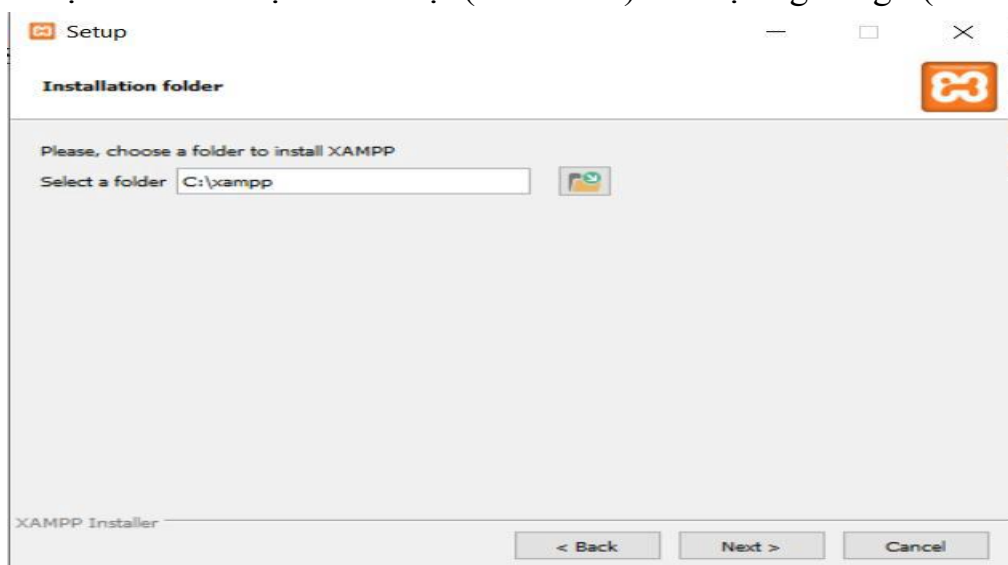 Setup
Installation folder
Please, choose a folder to install XAMPP
Select a folder C:\xampp
XAMPP Installer
< Back Next > Cancel